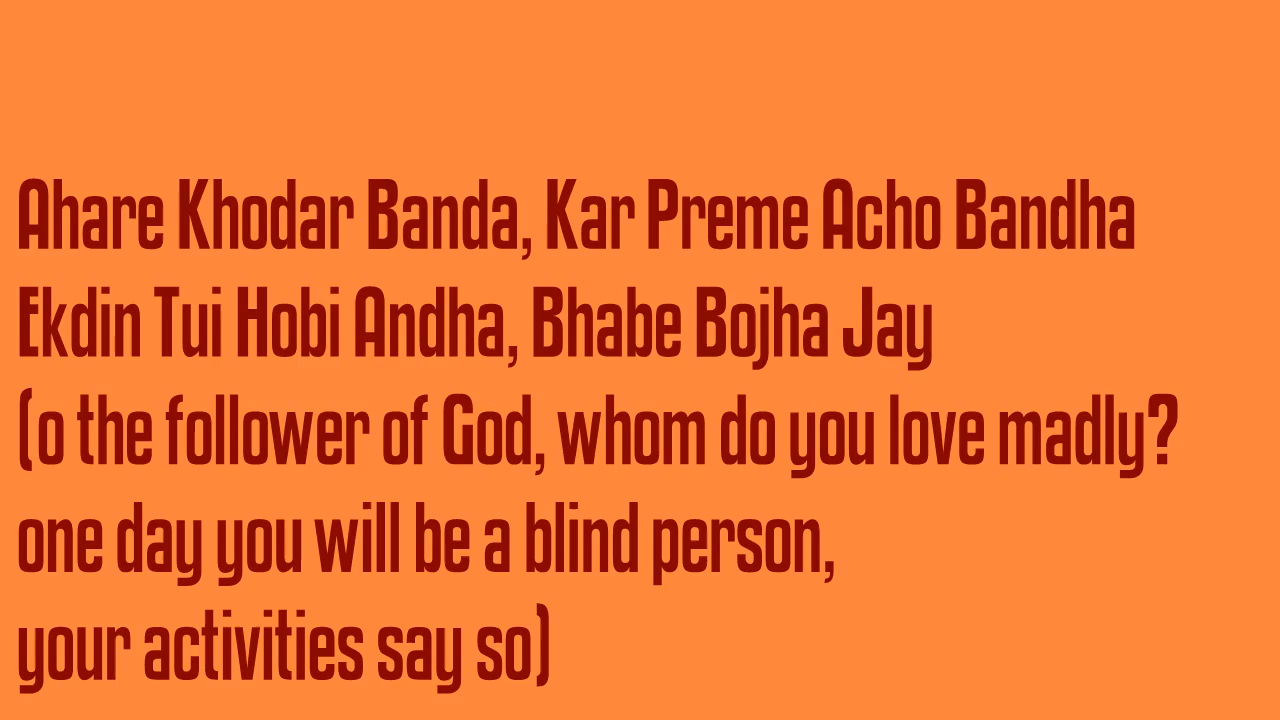 Ahare Khodar Banda, Kar Preme Acho Bandha
Ekdin Tui Hobi Andha, Bhabe Bojha Jay
(o the follower of God, whom do you love madly?
one day you will be a blind person,
your activities say so)